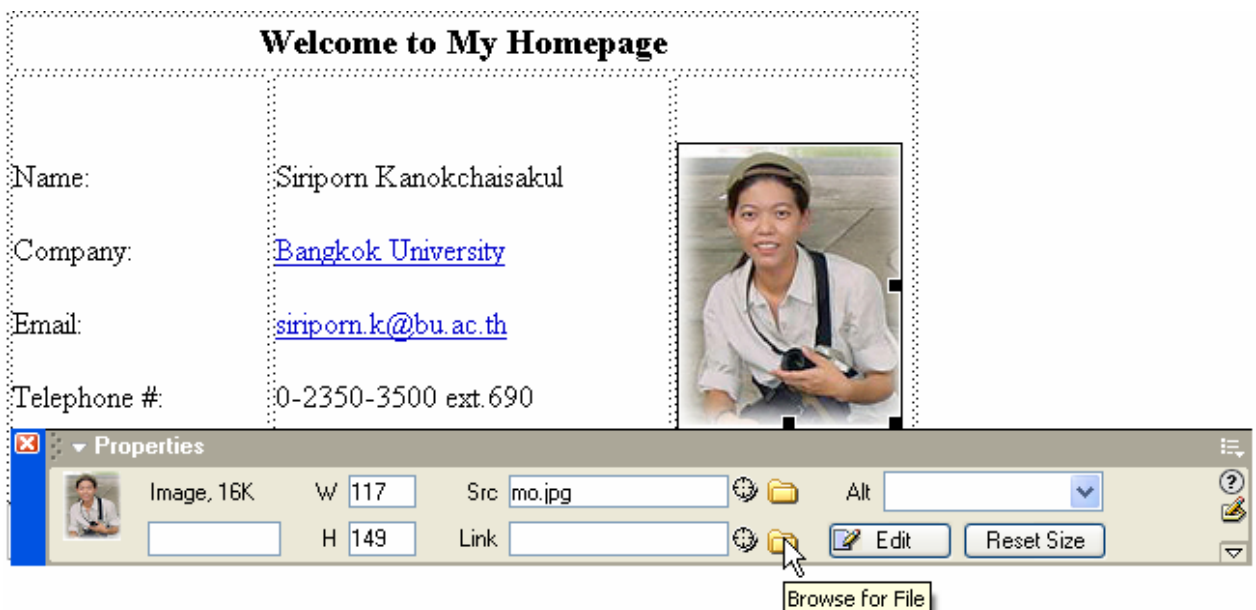 Welcome to My Homepage
Name: Siriporn Kanokchaisakul
Company: Bangkok University
Email: siriporn.k@bu.ac.th
Telephone #: 0-2350-3500 ext.690
Properties
Image, 16K W 117 Src mo.jpg Alt
H 149 Link Edit Reset Size
Browse for File